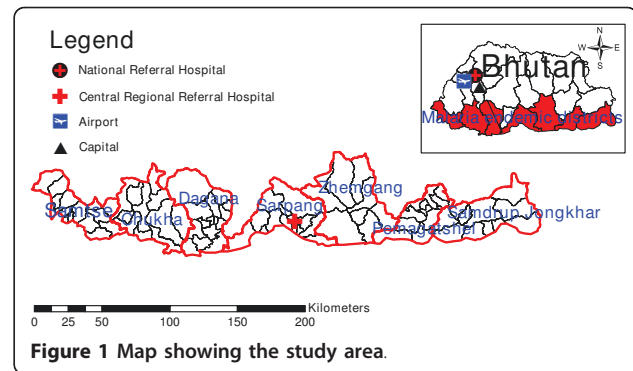 Legend
National Referral Hospital
Central Regional Referral Hospital
Airport
Capital
N
W E
S
Bhutan
Malaria endemic districts
Samtse
Chukha
Dagana
Sarpang
Zhemgang
Pemagatshel
Samdrup Jongkhar
Kilometers
0 25 50 100 150 200
Figure 1 Map showing the study area.